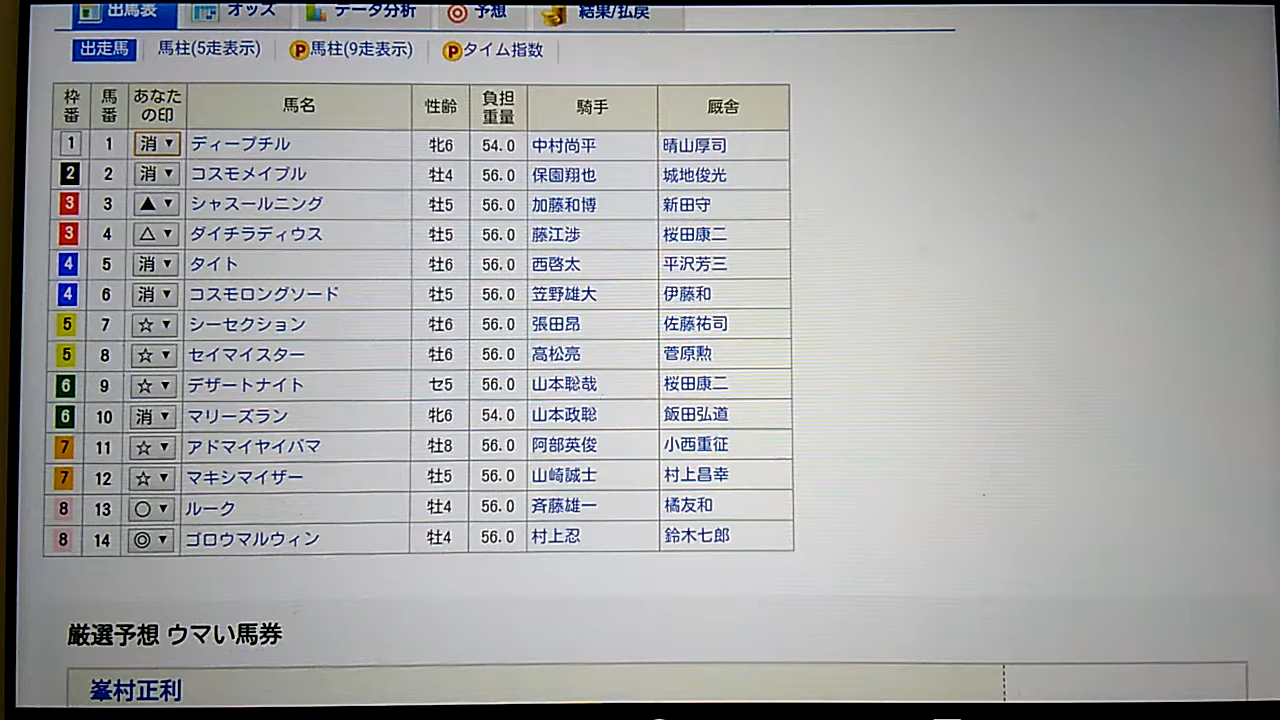 出馬表 オッズ データ分析 予想 結果/払戻
出走馬 馬柱(5走表示) P馬柱(9走表示) Pタイム指数
枠番 馬番 あなたの印 馬名 性齢 負担重量 騎手 厩舎
1 1 消▼ ディープチル 牝6 54.0 中村尚平 晴山厚司
2 2 消▼ コスモメイプル 牡4 56.0 保園翔也 城地俊光
3 3 ▲▼ シャスールニング 牡5 56.0 加藤和博 新田守
3 4 △▼ ダイチラディウス 牡5 56.0 藤江渉 桜田康二
4 5 消▼ タイト 牡6 56.0 西啓太 平沢芳三
4 6 消▼ コスモロングソード 牡5 56.0 笠野雄大 伊藤和
5 7 ☆▼ シーセクション 牡6 56.0 張田昂 佐藤祐司
5 8 ☆▼ セイマイスター 牡6 56.0 高松亮 菅原勲
6 9 ☆▼ デザートナイト セ5 56.0 山本聡哉 桜田康二
6 10 消▼ マリーズラン 牝6 54.0 山本政聡 飯田弘道
7 11 ☆▼ アドマイヤイバマ 牡8 56.0 阿部英俊 小西重征
7 12 ☆▼ マキシマイザー 牡5 56.0 山崎誠士 村上昌幸
8 13 ○▼ ルーク 牡4 56.0 斉藤雄一 橘友和
8 14 ◎▼ ゴロウマルウィン 牡4 56.0 村上忍 鈴木七郎
厳選予想 ウマい馬券
峯村正利